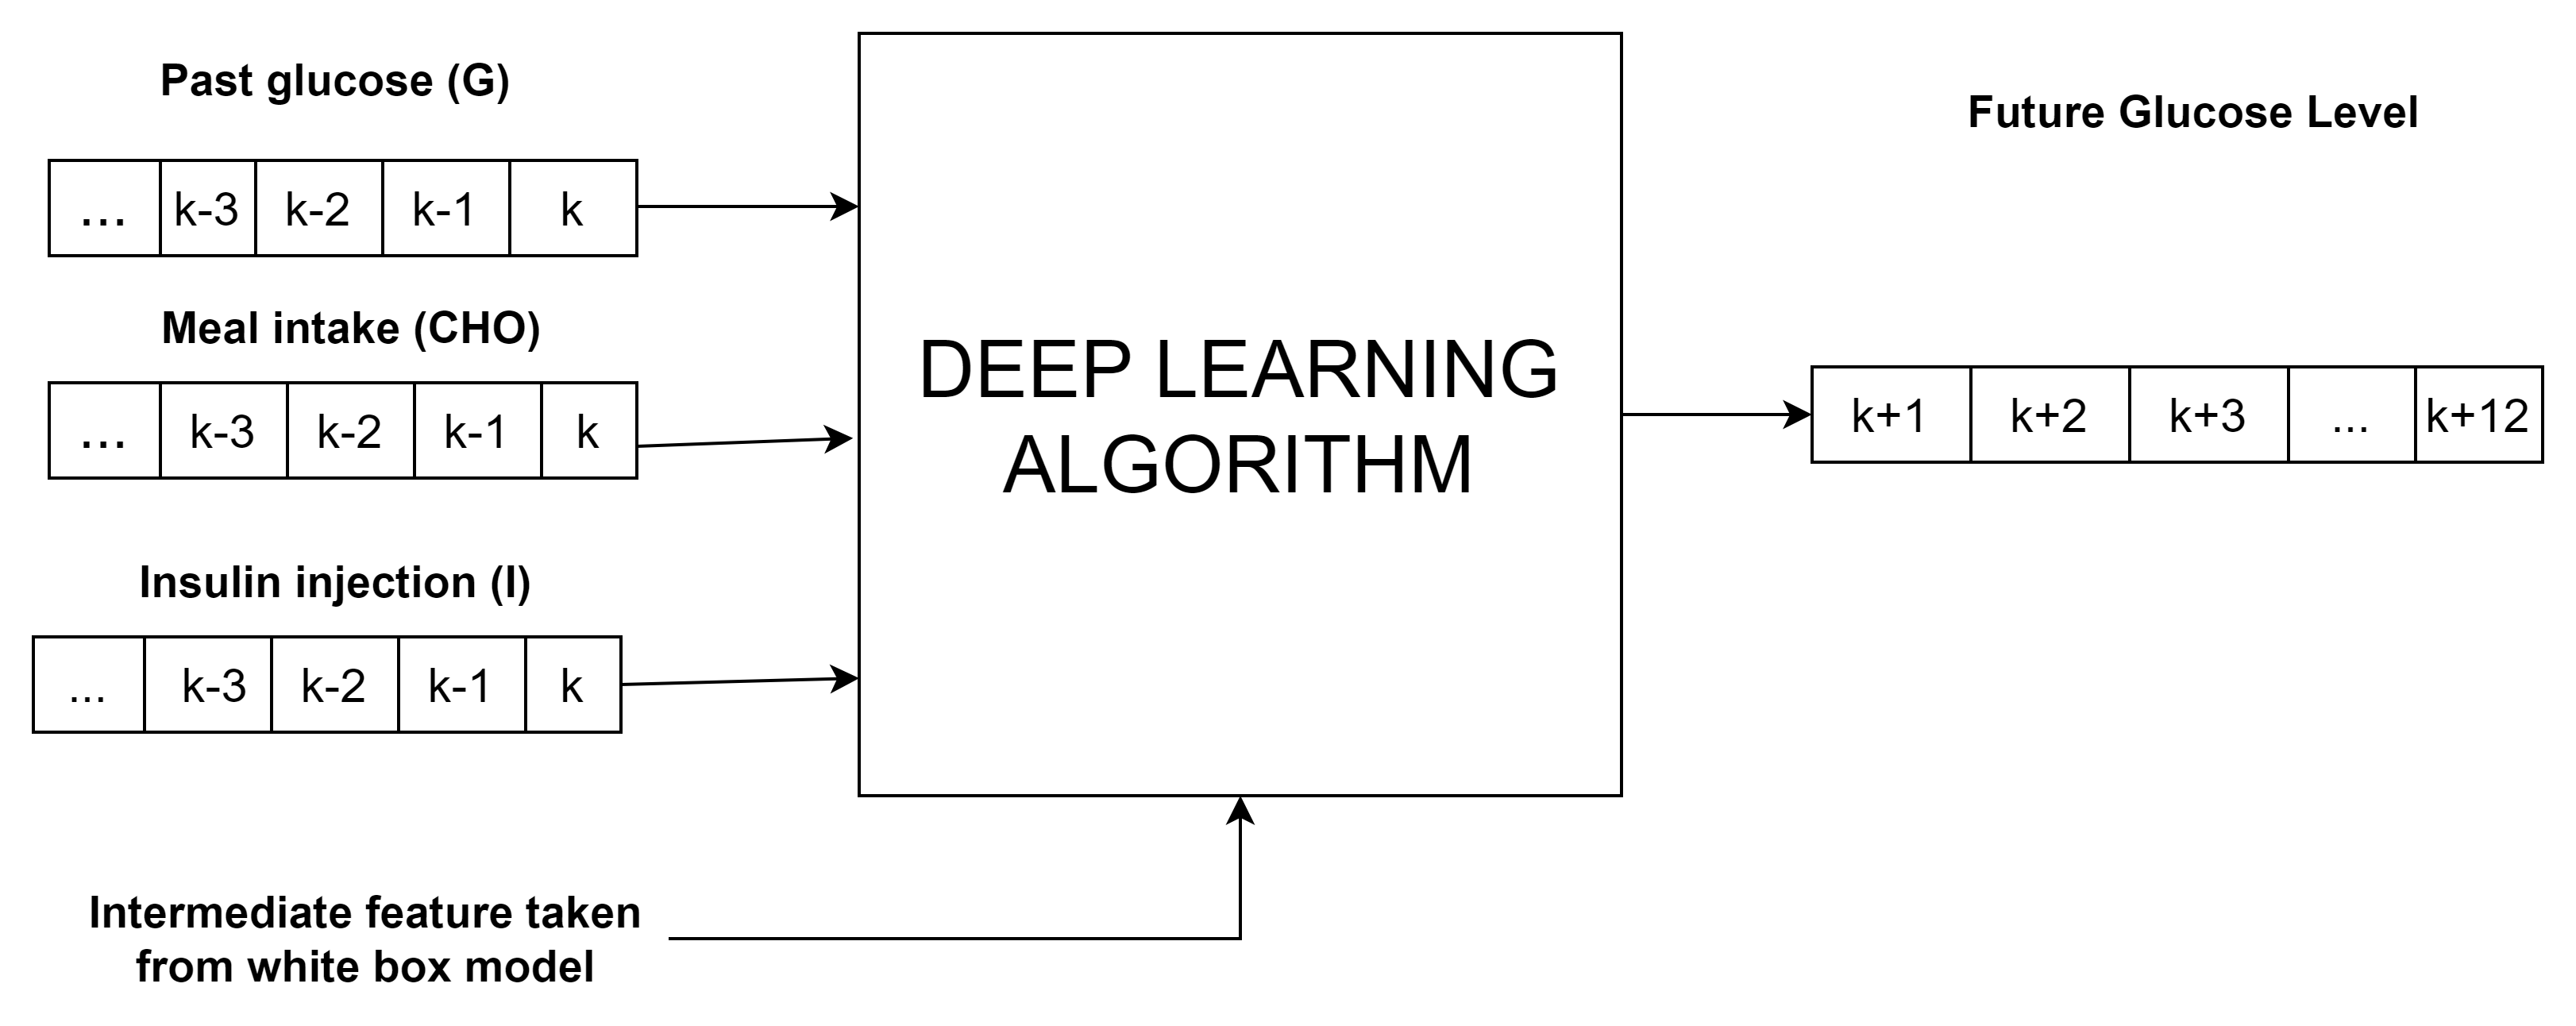 Past glucose (G)
... k-3 k-2 k-1 k
Meal intake (CHO)
... k-3 k-2 k-1 k
Insulin injection (I)
... k-3 k-2 k-1 k
Intermediate feature taken
from white box model
DEEP LEARNING
ALGORITHM
Future Glucose Level
k+1 k+2 k+3 ... k+12